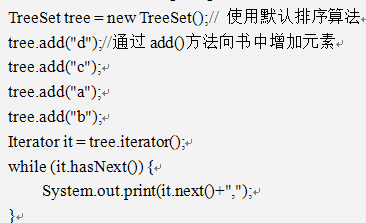 TreeSet tree = new TreeSet();// 使用默认排序算法
tree.add("d");//通过 add()方法向书中增加元素
tree.add("c");
tree.add("a");
tree.add("b");
Iterator it = tree.iterator();
while (it.hasNext()) {
System.out.print(it.next()+",");
}